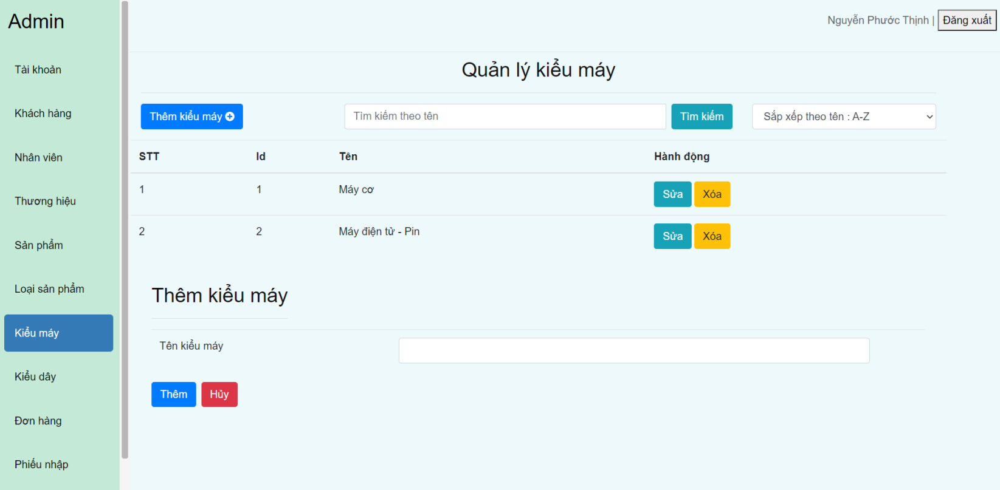 Admin
Nguyễn Phước Thịnh | Đăng xuất
Tài khoản
Khách hàng
Nhân viên
Thương hiệu
Sản phẩm
Loại sản phẩm
Kiểu máy
Kiểu dây
Đơn hàng
Phiếu nhập
Quản lý kiểu máy
Thêm kiểu máy
Tìm kiếm theo tên
Tìm kiếm
Sắp xếp theo tên : A-Z
STT Id Tên Hành động
1 1 Máy cơ Sửa Xóa
2 2 Máy điện tử - Pin Sửa Xóa
Thêm kiểu máy
Tên kiểu máy
Thêm Hủy